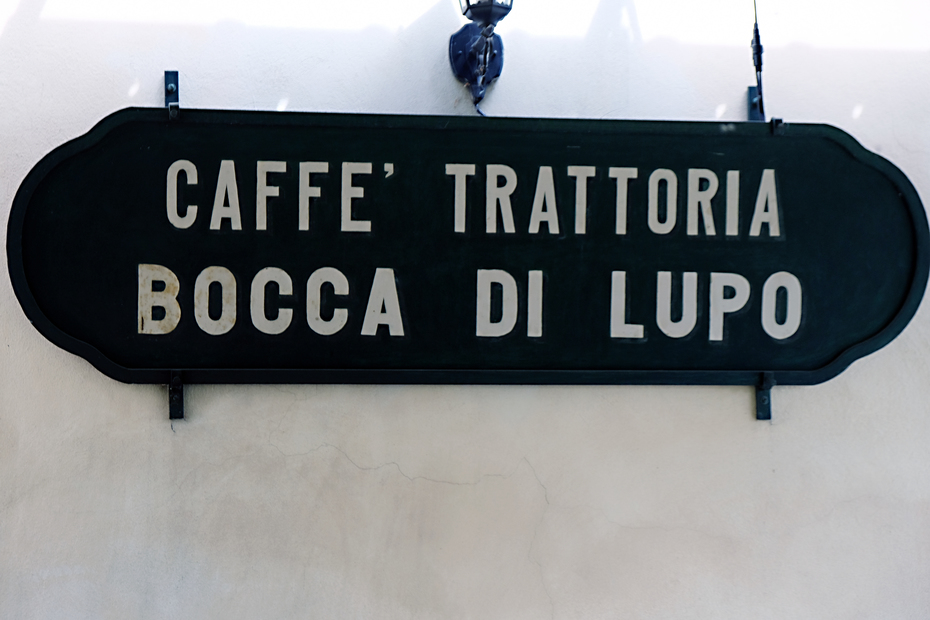 CAFFE' TRATTORIA
BOCCA DI LUPO